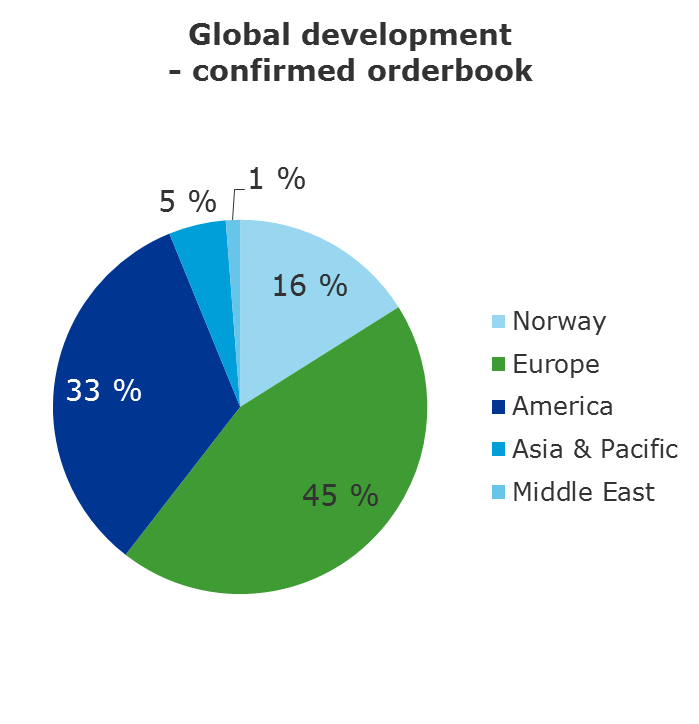 Global development
- confirmed orderbook
1 %
5 %
16 %
33 %
45 %
Norway
Europe
America
Asia & Pacific
Middle East